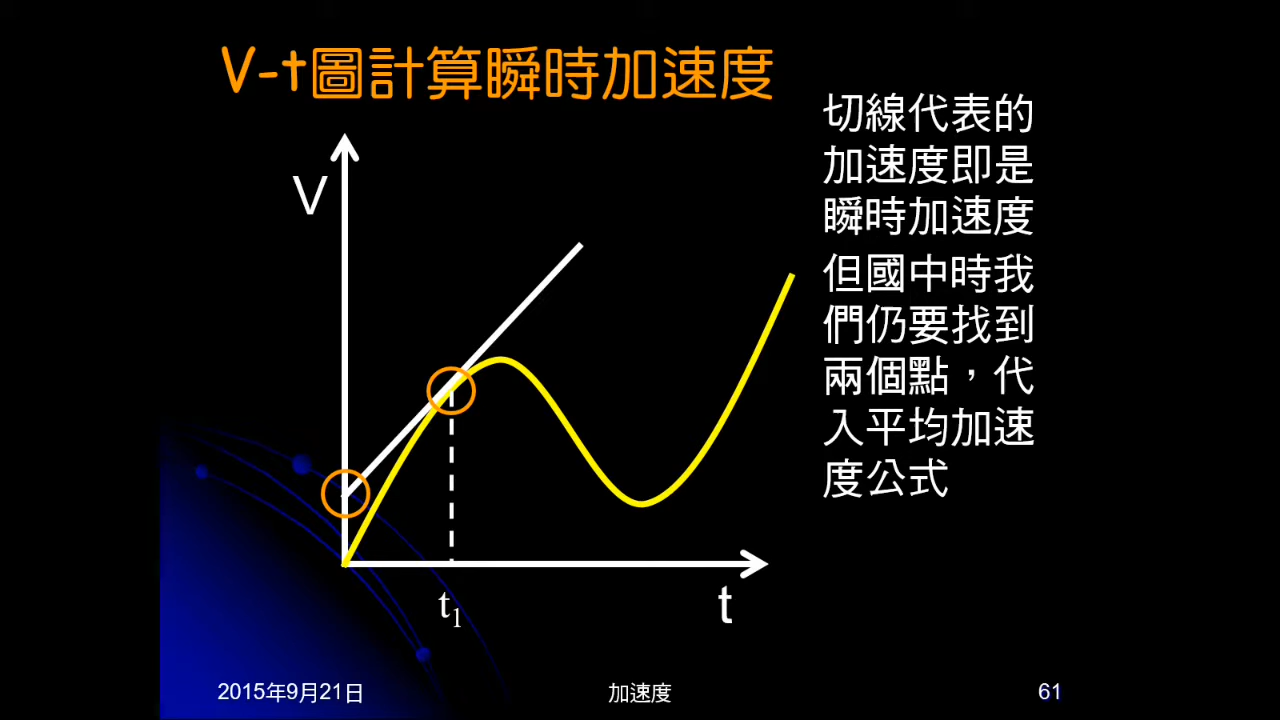 V-t圖計算瞬時加速度
切線代表的
加速度即是
瞬時加速度
但國中時我
們仍要找到
兩個點，代
入平均加速
度公式
V
t₁
t
2015年9月21日
加速度
61